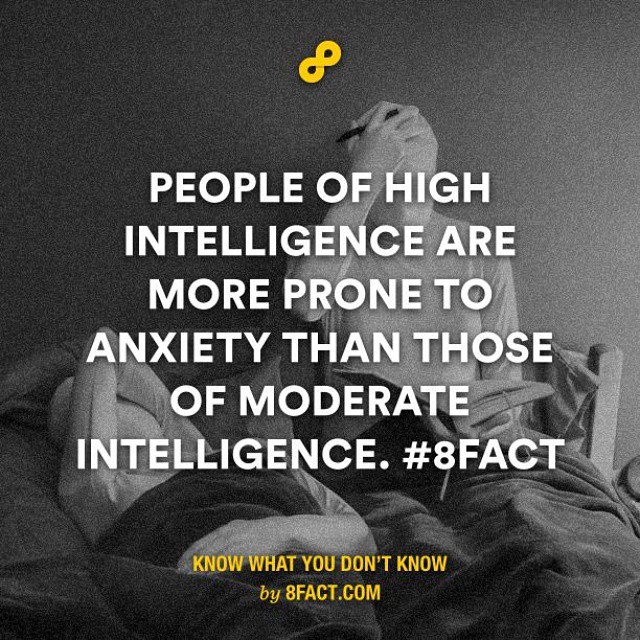 PEOPLE OF HIGH
INTELLIGENCE ARE
MORE PRONE TO
ANXIETY THAN THOSE
OF MODERATE
INTELLIGENCE. #8FACT
KNOW WHAT YOU DON'T KNOW
by 8FACT.COM